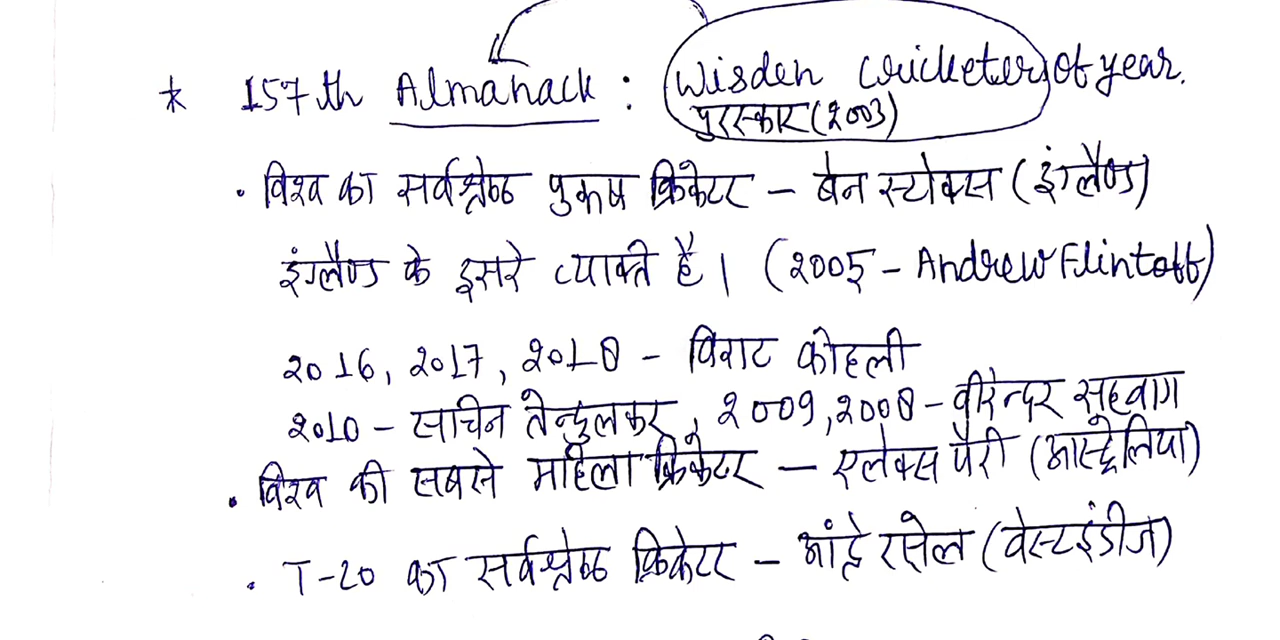 * 157th Almanack : Wisden cricketer of year.
पुरस्कार (2003)
• विश्व का सर्वश्रेष्ठ पुरूष क्रिकेटर – बेन स्टोक्स (इंग्लैण्ड)
इंग्लैण्ड के दूसरे व्यक्ति है। (2005 – Andrew Flintoff)
2016, 2017, 2018 – विराट कोहली
2010 – सचिन तेन्दुलकर, 2009, 2008 – वीरेन्दर सहवाग
• विश्व की सबसे महिला क्रिकेटर – एलेक्स पैरी (आस्ट्रेलिया)
• T-20 का सर्वश्रेष्ठ क्रिकेटर – आंद्रे रसेल (वेस्टइंडीज)